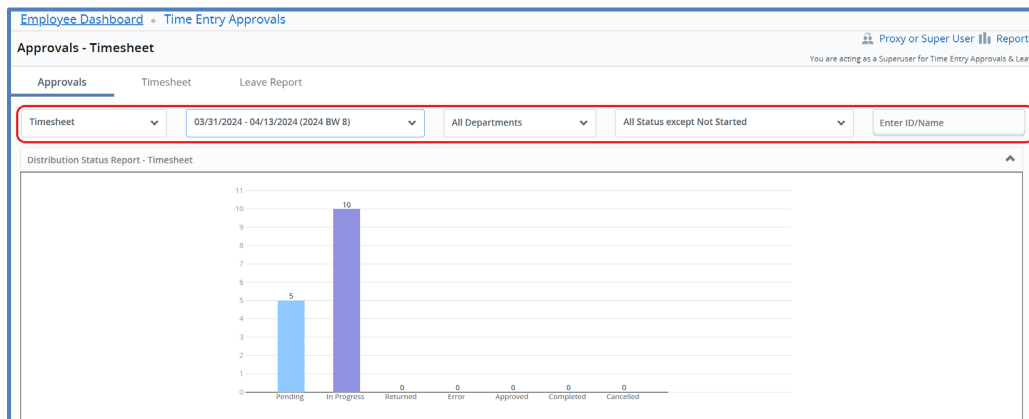 Employee Dashboard • Time Entry Approvals
Approvals - Timesheet
Proxy or Super User Report
You are acting as a Superuser for Time Entry Approvals & Lea
Approvals Timesheet Leave Report
Timesheet 03/31/2024 - 04/13/2024 (2024 BW 8) All Departments All Status except Not Started Enter ID/Name
Distribution Status Report - Timesheet
11
10 10
9
8
7
6
5 5
4
3
2
1
0 0 0 0 0 0
0
Pending In Progress Returned Error Approved Completed Cancelled